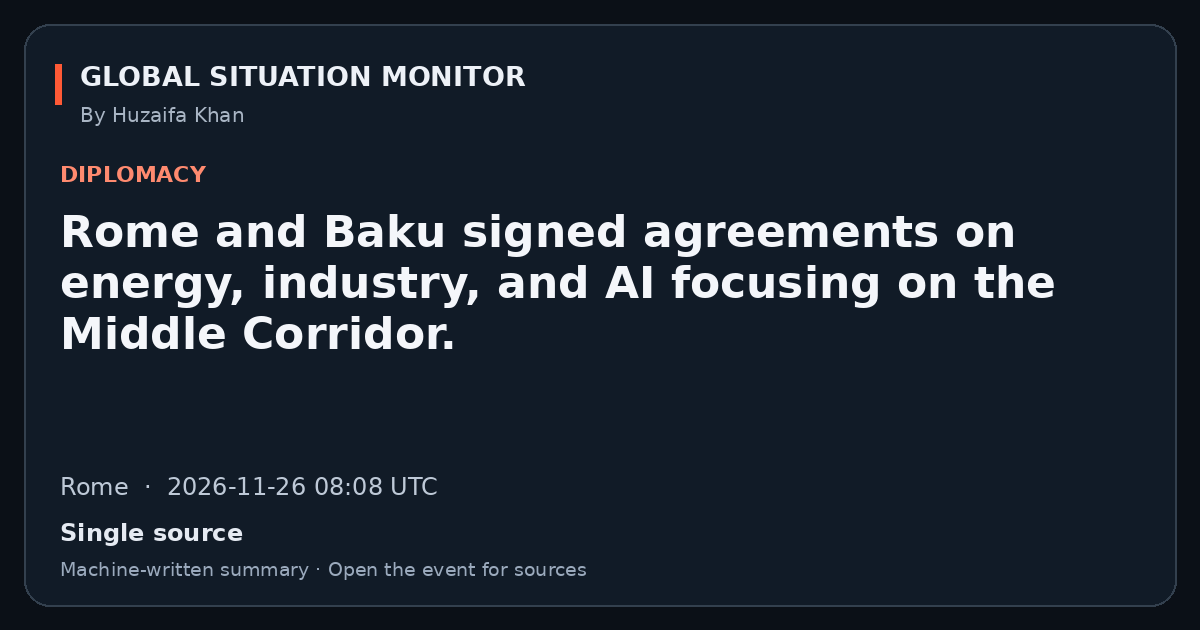 GLOBAL SITUATION MONITOR
By Huzaifa Khan
DIPLOMACY
Rome and Baku signed agreements on
energy, industry, and AI focusing on the
Middle Corridor.
Rome · 2026-11-26 08:08 UTC
Single source
Machine-written summary · Open the event for sources